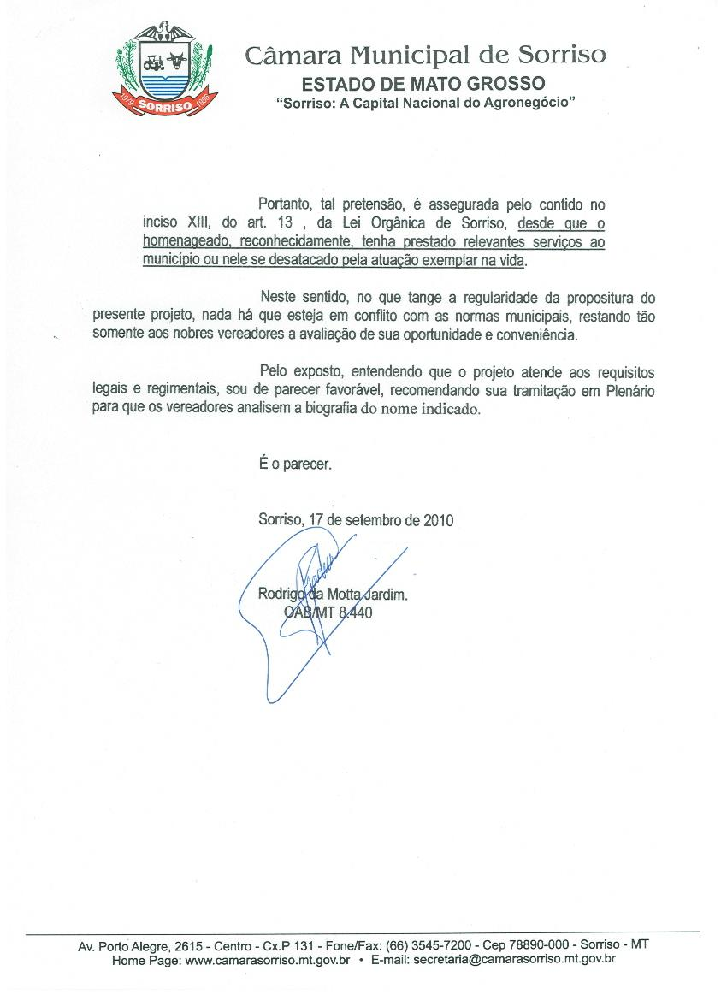 1979 SORRISO 1986
Câmara Municipal de Sorriso
ESTADO DE MATO GROSSO
“Sorriso: A Capital Nacional do Agronegócio”
Portanto, tal pretensão, é assegurada pelo contido no
inciso XIII, do art. 13 , da Lei Orgânica de Sorriso, desde que o
homenageado, reconhecidamente, tenha prestado relevantes serviços ao
município ou nele se desatacado pela atuação exemplar na vida.
Neste sentido, no que tange a regularidade da propositura do
presente projeto, nada há que esteja em conflito com as normas municipais, restando tão
somente aos nobres vereadores a avaliação de sua oportunidade e conveniência.
Pelo exposto, entendendo que o projeto atende aos requisitos
legais e regimentais, sou de parecer favorável, recomendando sua tramitação em Plenário
para que os vereadores analisem a biografia do nome indicado.
É o parecer.
Sorriso, 17 de setembro de 2010
Rodrigo da Motta Jardim.
OAB/MT 8.440
Av. Porto Alegre, 2615 - Centro - Cx.P 131 - Fone/Fax: (66) 3545-7200 - Cep 78890-000 - Sorriso - MT
Home Page: www.camarasorriso.mt.gov.br • E-mail: secretaria@camarasorriso.mt.gov.br